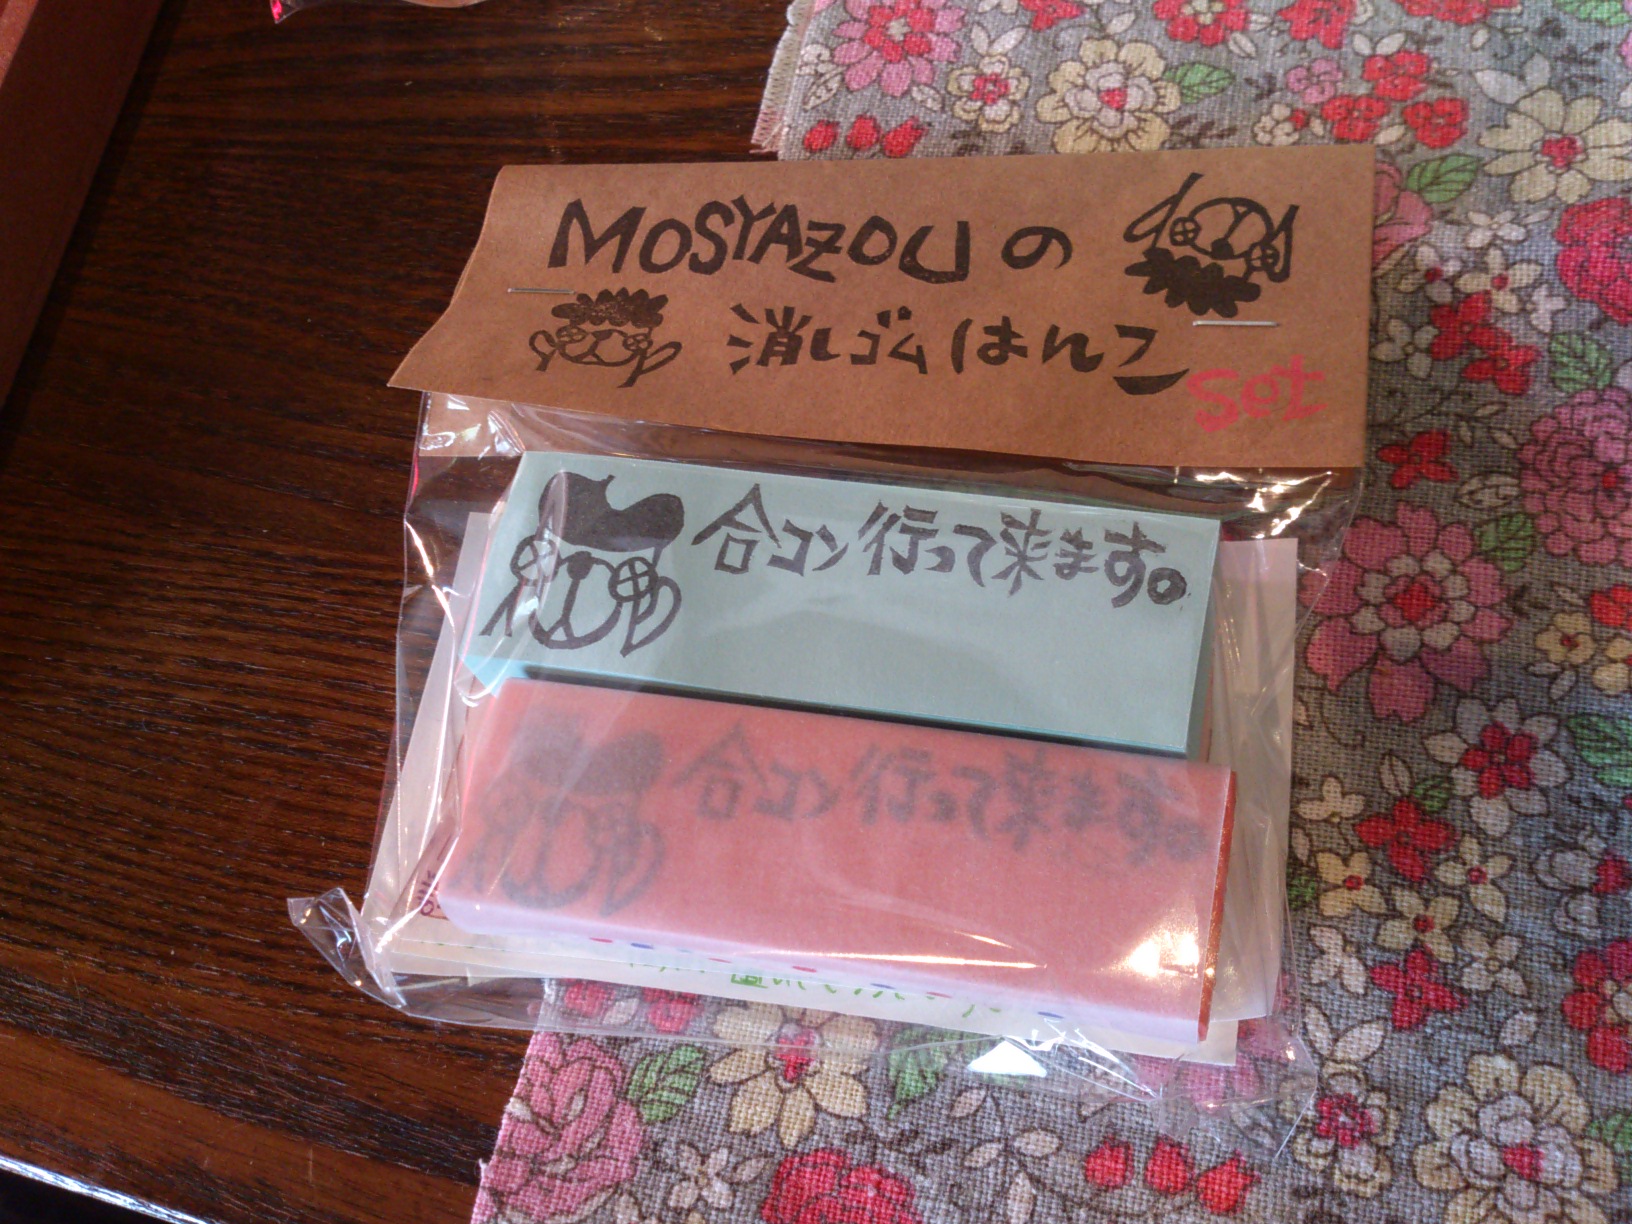 MOSYAZOUの
消しゴムはんこ
set
合コン行って来ます。
合コン行って来ます。